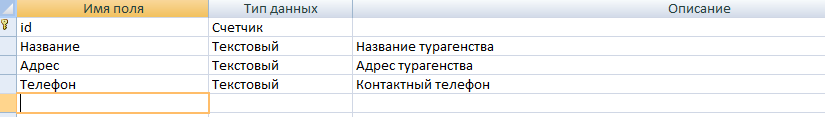 Имя поля Тип данных Описание
id Счетчик
Название Текстовый Название турагенства
Адрес Текстовый Адрес турагенства
Телефон Текстовый Контактный телефон